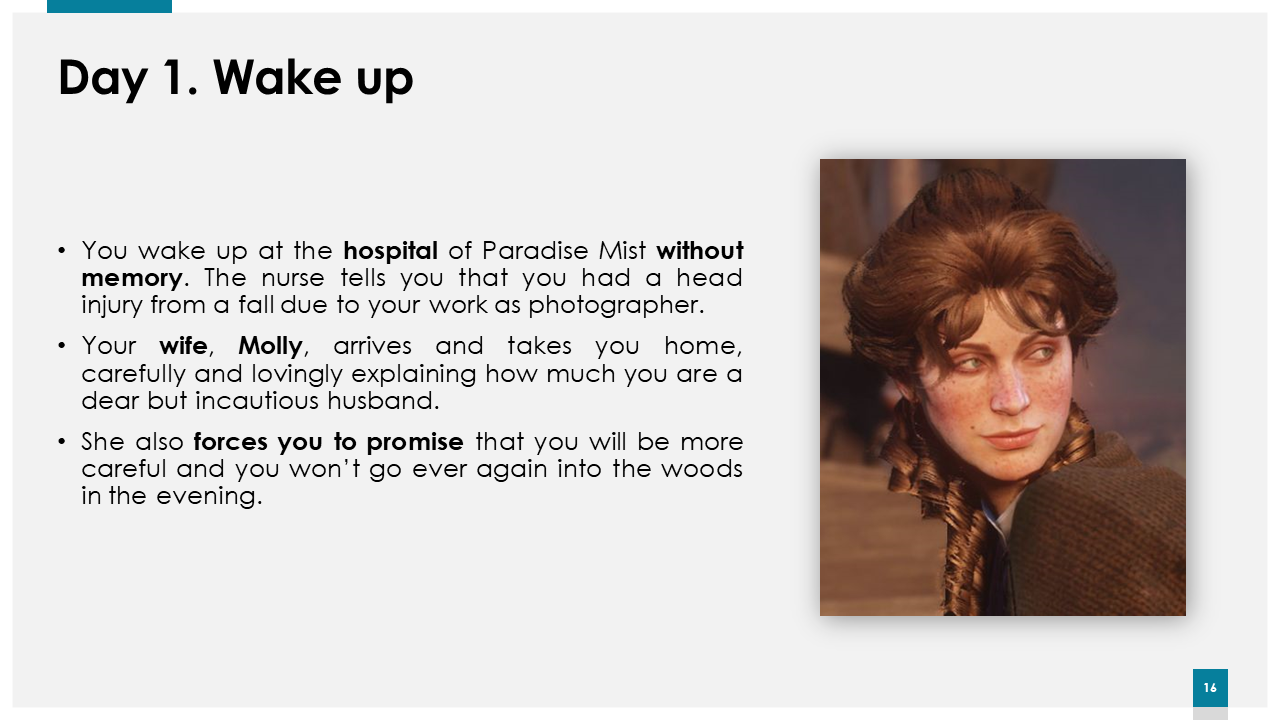 Day 1. Wake up
• You wake up at the hospital of Paradise Mist without
memory. The nurse tells you that you had a head
injury from a fall due to your work as photographer.
• Your wife, Molly, arrives and takes you home,
carefully and lovingly explaining how much you are a
dear but incautious husband.
• She also forces you to promise that you will be more
careful and you won’t go ever again into the woods
in the evening.
16